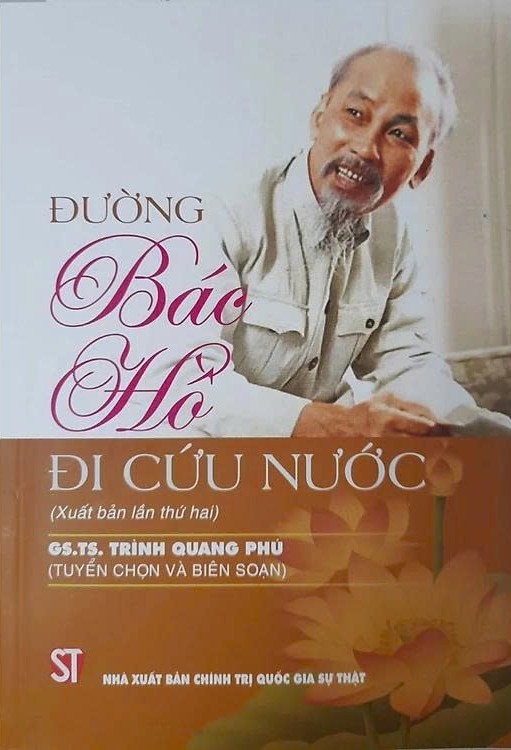 ĐƯỜNG
Bác
Hồ
ĐI CỨU NƯỚC
(Xuất bản lần thứ hai)
GS.TS. TRÌNH QUANG PHÚ
(TUYỂN CHỌN VÀ BIÊN SOẠN)
ST
NHÀ XUẤT BẢN CHÍNH TRỊ QUỐC GIA SỰ THẬT